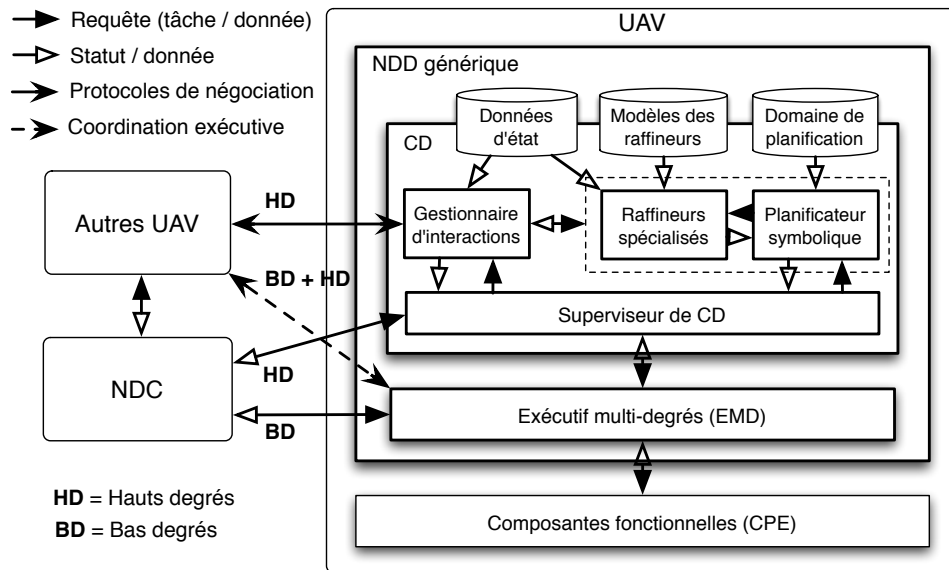 Requête (tâche / donnée)
Statut / donnée
Protocoles de négociation
Coordination exécutive
UAV
NDD générique
CD
Données
d'état
Modèles des
raffineurs
Domaine de
planification
Autres UAV
HD
Gestionnaire
d'interactions
Raffineurs
spécialisés
Planificateur
symbolique
BD + HD
Superviseur de CD
NDC
HD
BD
Exécutif multi-degrés (EMD)
HD = Hauts degrés
BD = Bas degrés
Composantes fonctionnelles (CPE)